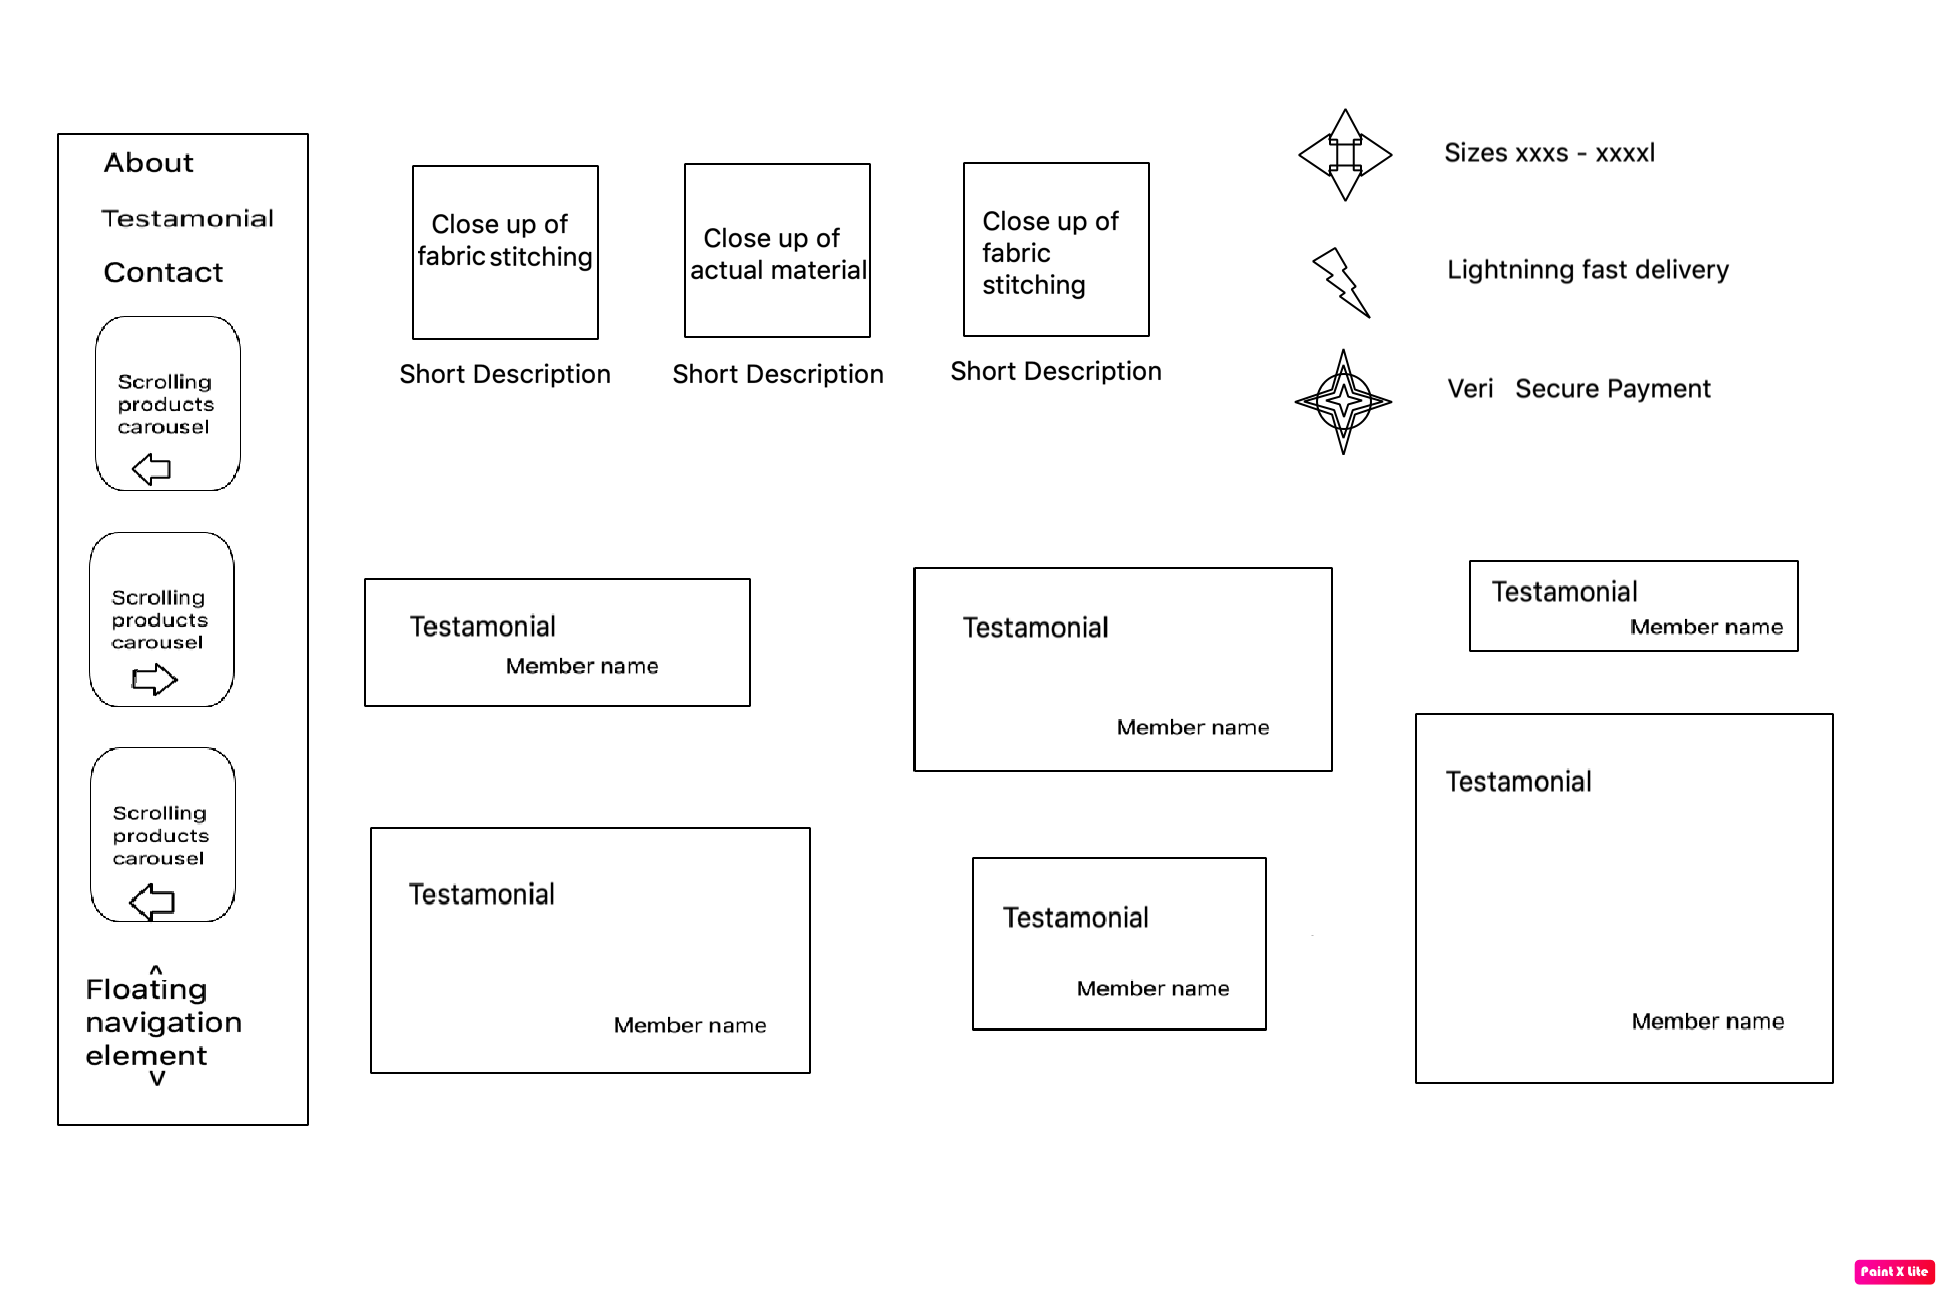 About
Testamonial
Contact
Scrolling
products
carousel
Scrolling
products
carousel
Scrolling
products
carousel
^
Floating
navigation
element
v
Close up of
fabric stitching
Short Description
Close up of
actual material
Short Description
Close up of
fabric
stitching
Short Description
Sizes xxxs - xxxxl
Lightninng fast delivery
Veri Secure Payment
Testamonial
Member name
Testamonial
Member name
Testamonial
Member name
Testamonial
Member name
Testamonial
Member name
Testamonial
Member name
Paint X Lite